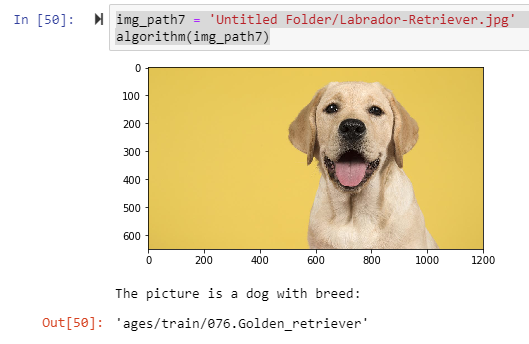 In [50]: img_path7 = 'Untitled Folder/Labrador-Retriever.jpg'
algorithm(img_path7)
0
100
200
300
400
500
600
0 200 400 600 800 1000 1200
The picture is a dog with breed:
Out[50]: 'ages/train/076.Golden_retriever'